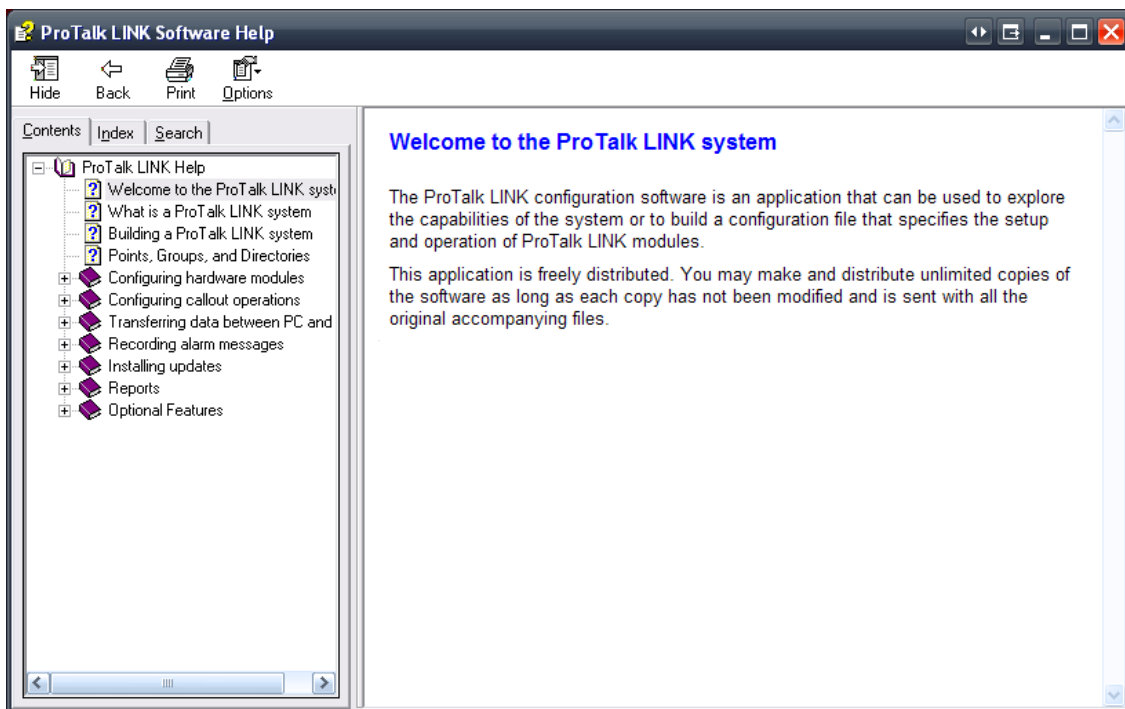 ProTalk LINK Software Help
Hide Back Print Options
Contents Index Search
ProTalk LINK Help
Welcome to the ProTalk LINK syst
What is a ProTalk LINK system
Building a ProTalk LINK system
Points, Groups, and Directories
Configuring hardware modules
Configuring callout operations
Transferring data between PC and
Recording alarm messages
Installing updates
Reports
Optional Features
Welcome to the ProTalk LINK system
The ProTalk LINK configuration software is an application that can be used to explore
the capabilities of the system or to build a configuration file that specifies the setup
and operation of ProTalk LINK modules.
This application is freely distributed. You may make and distribute unlimited copies of
the software as long as each copy has not been modified and is sent with all the
original accompanying files.